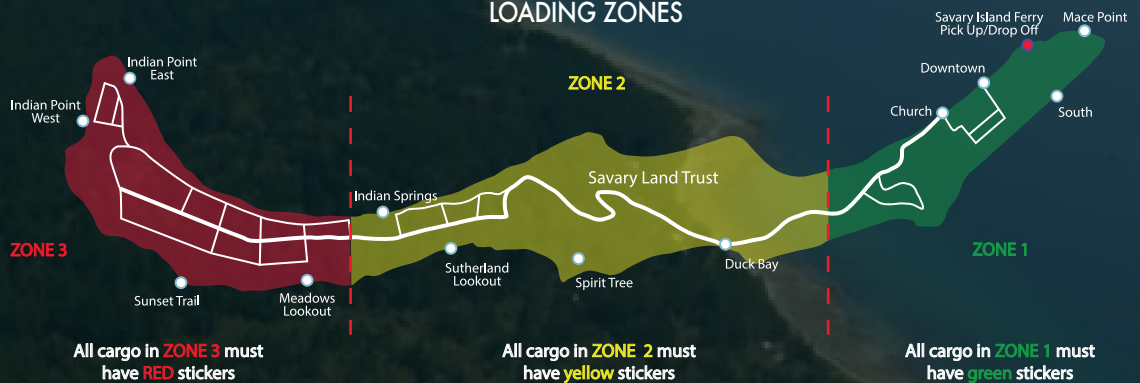 LOADING ZONES
Indian Point
East
Indian Point
West
ZONE 3
Sunset Trail
Meadows
Lookout
ZONE 2
Indian Springs
Savary Land Trust
Sutherland
Lookout
Spirit Tree
Duck Bay
Savary Island Ferry
Pick Up/Drop Off
Mace Point
Downtown
Church
South
ZONE 1
All cargo in ZONE 3 must
have RED stickers
All cargo in ZONE 2 must
have yellow stickers
All cargo in ZONE 1 must
have green stickers